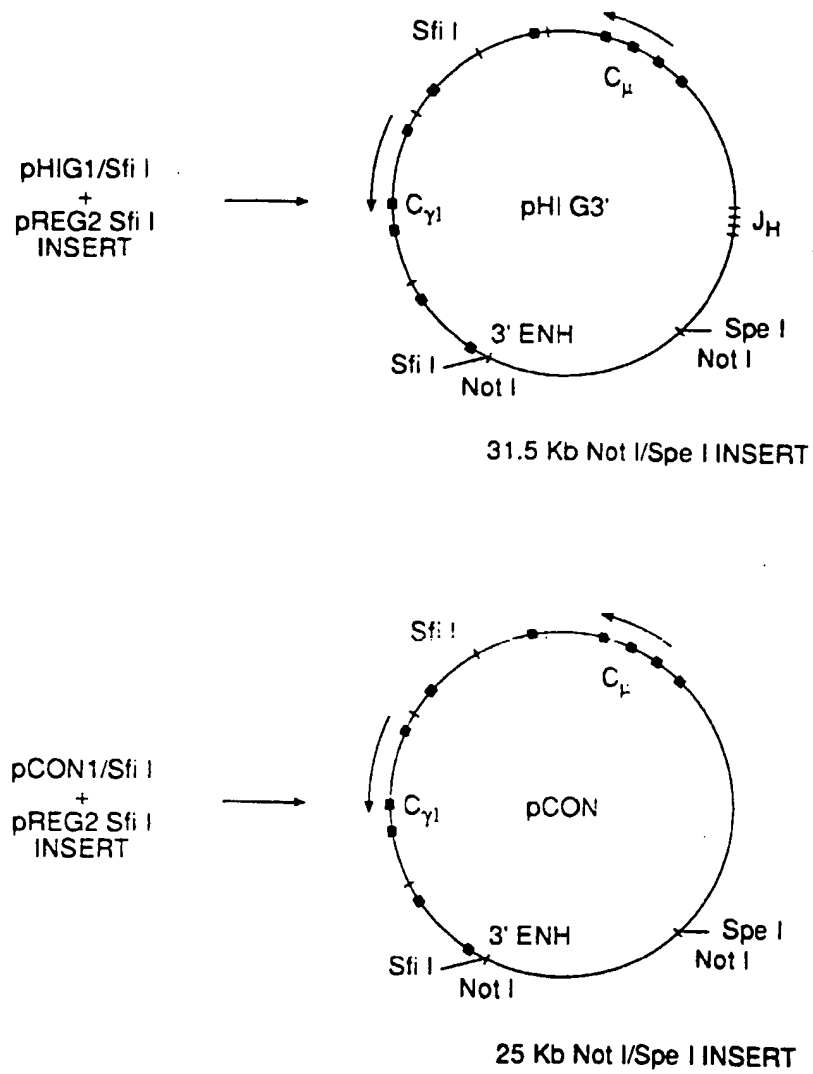 Sfi I
Cμ
pHIG1/Sfi I
+
pREG2 Sfi I
INSERT
Cγ1
pHI G3'
JH
3' ENH
Spe I
Sfi I
Not I
Not I
31.5 Kb Not I/Spe I INSERT
Sfi I
Cμ
pCON1/Sfi I
+
pREG2 Sfi I
INSERT
Cγ1
pCON
3' ENH
Spe I
Sfi I
Not I
Not I
25 Kb Not I/Spe I INSERT